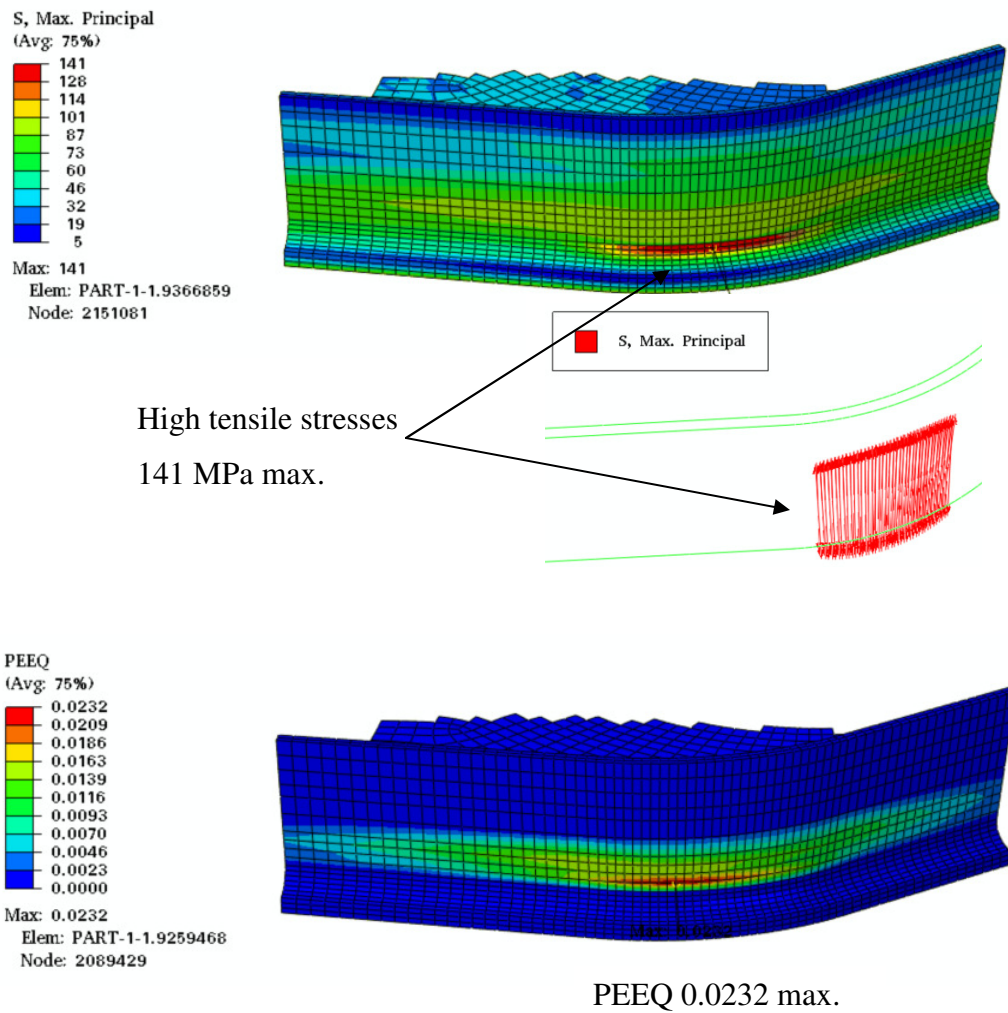 S, Max. Principal
(Avg: 75%)
141
128
114
101
87
73
60
46
32
19
5
Max: 141
Elem: PART-1-1.9366859
Node: 2151081
S, Max. Principal
High tensile stresses
141 MPa max.
PEEQ
(Avg: 75%)
0.0232
0.0209
0.0186
0.0163
0.0139
0.0116
0.0093
0.0070
0.0046
0.0023
0.0000
Max: 0.0232
Elem: PART-1-1.9259468
Node: 2089429
Max: 0.0232
PEEQ 0.0232 max.